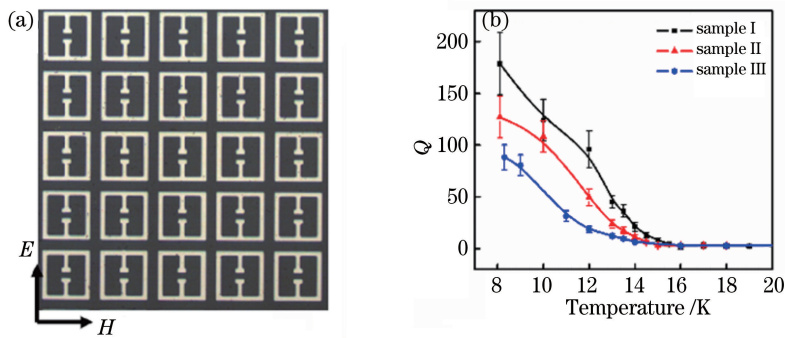 (a)
E
H
(b)
sample I
sample II
sample III
200
150
100
50
0
Q
8 10 12 14 16 18 20
Temperature /K